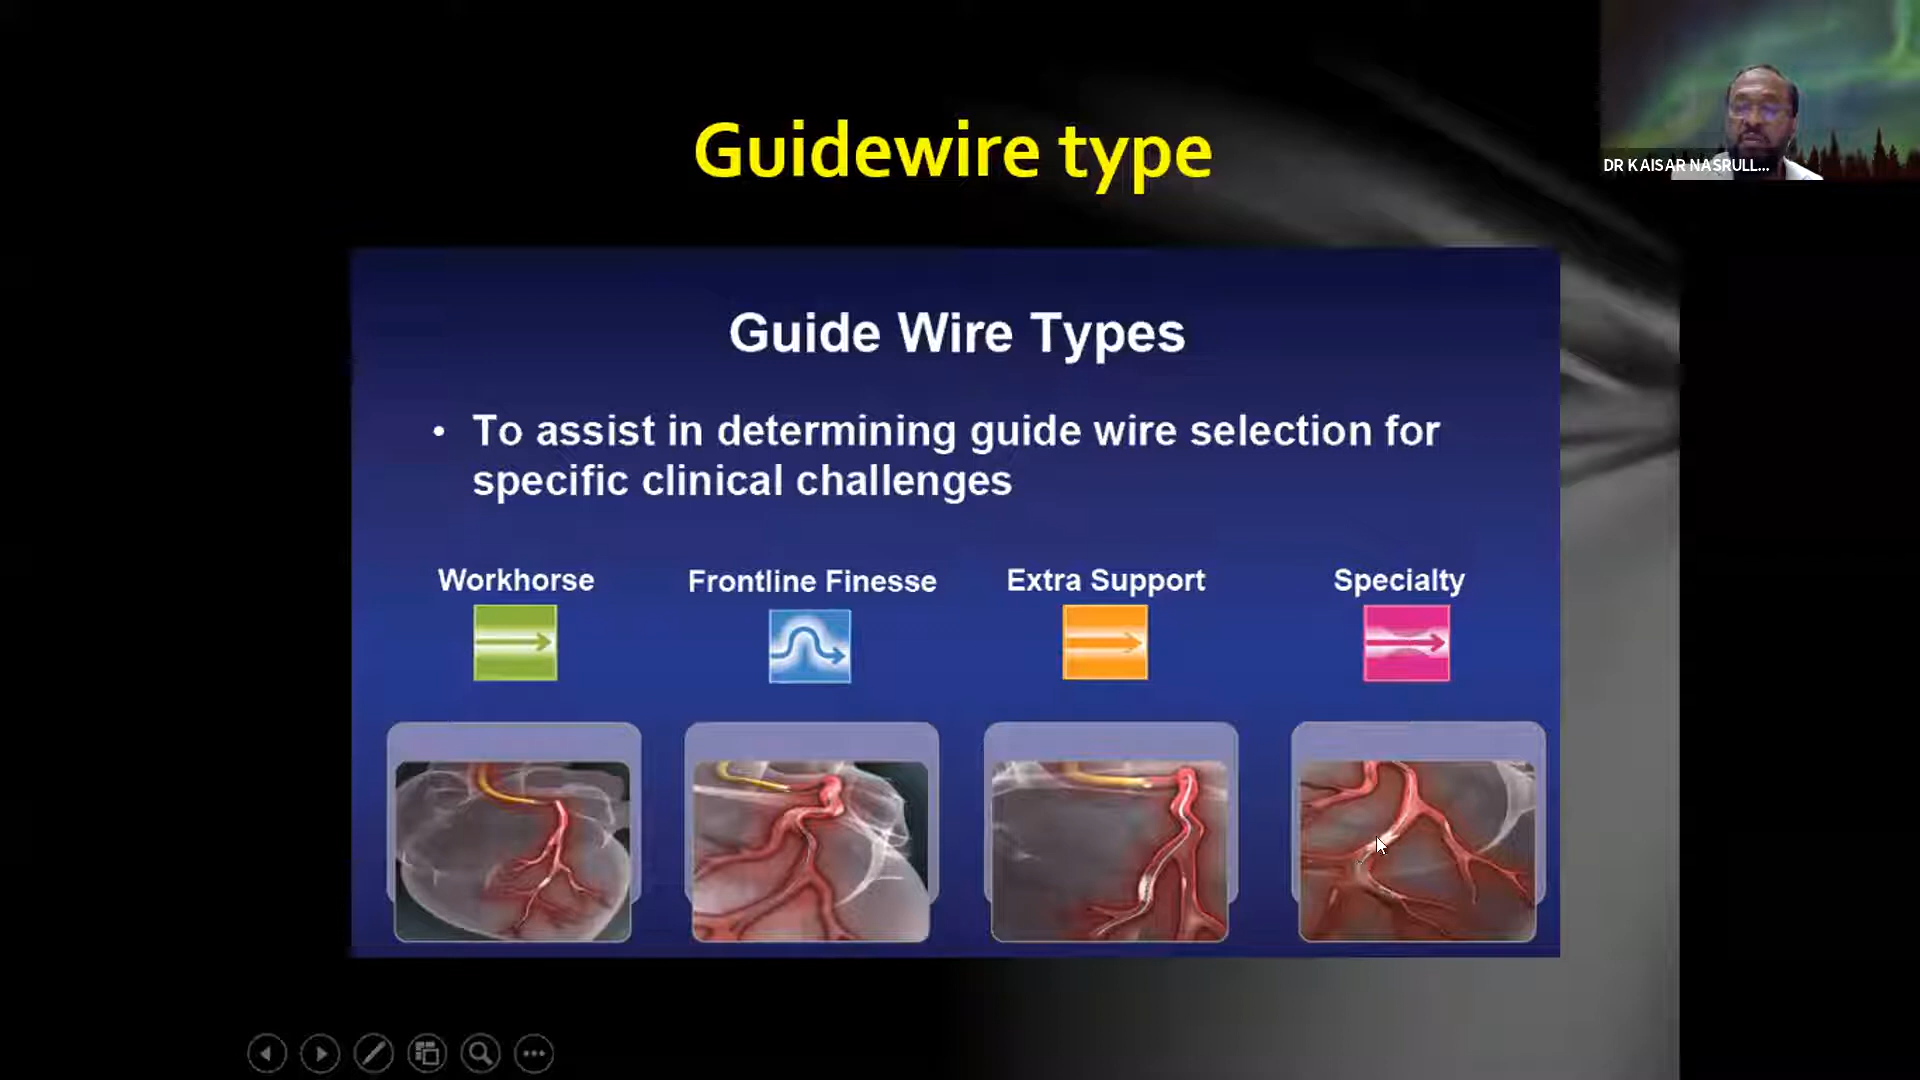 Guidewire type
DR KAISAR NASRULL...
Guide Wire Types
• To assist in determining guide wire selection for
specific clinical challenges
Workhorse
Frontline Finesse
Extra Support
Specialty